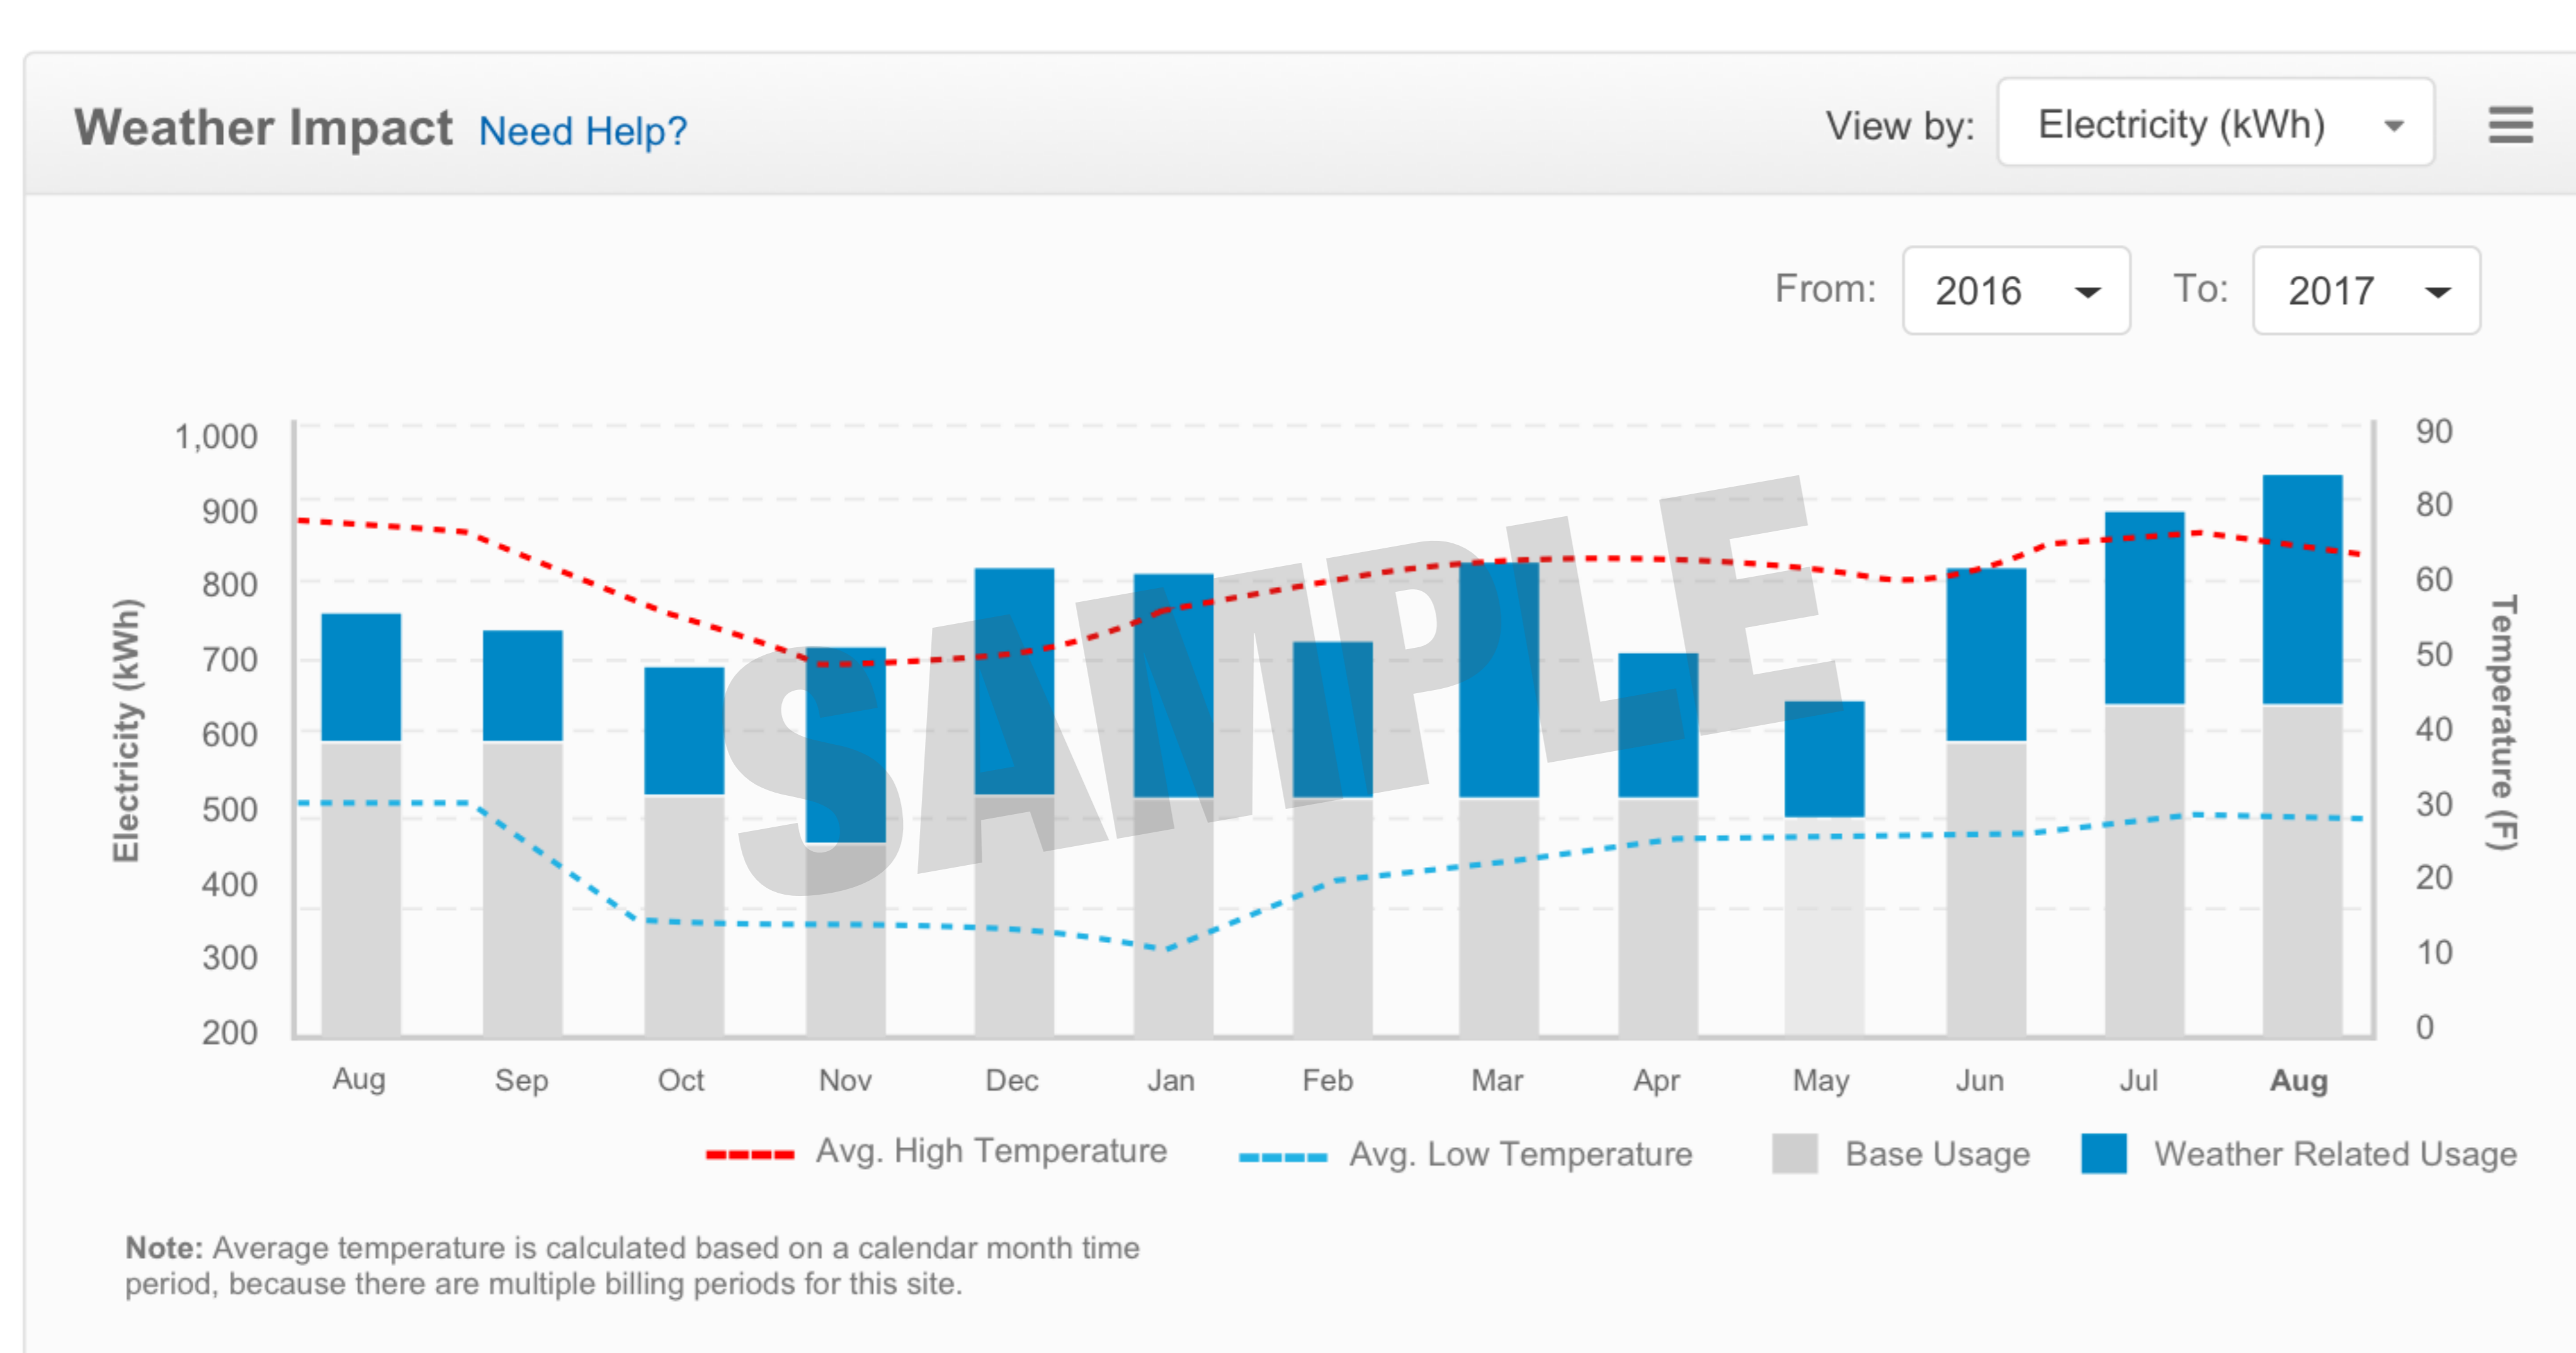 Weather Impact Need Help?
View by: Electricity (kWh)
From: 2016 To: 2017
1,000
900
800
700
600
500
400
300
200
Electricity (kWh)
SAMPLE
90
80
60
50
40
30
20
10
0
Temperature (F)
Aug Sep Oct Nov Dec Jan Feb Mar Apr May Jun Jul Aug
Avg. High Temperature Avg. Low Temperature Base Usage Weather Related Usage
Note: Average temperature is calculated based on a calendar month time
period, because there are multiple billing periods for this site.